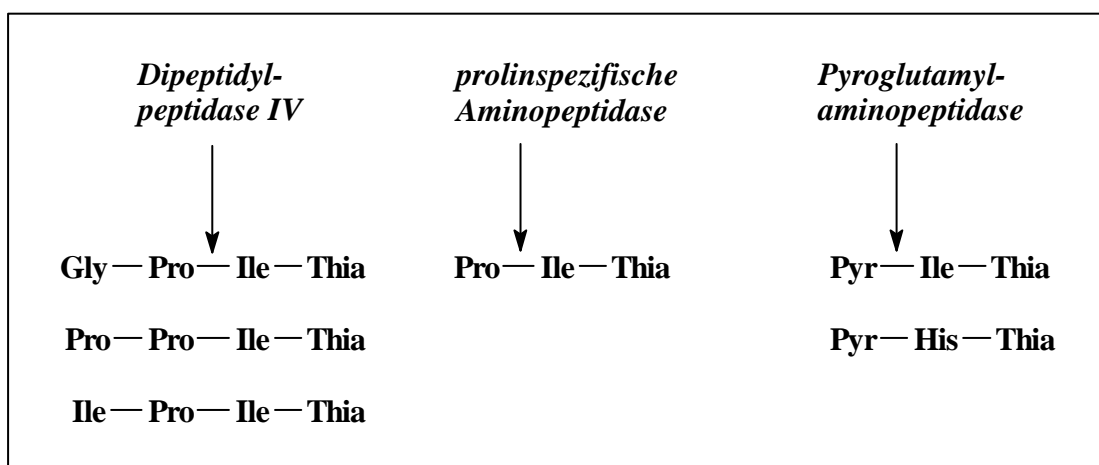 Dipeptidyl-
peptidase IV
prolinspezifische
Aminopeptidase
Pyroglutamyl-
aminopeptidase
Gly — Pro — Ile — Thia
Pro — Ile — Thia
Pyr — Ile — Thia
Pro — Pro — Ile — Thia
Pyr — His — Thia
Ile — Pro — Ile — Thia